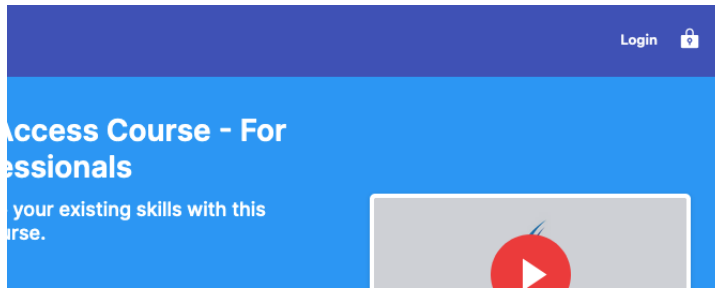 Login
Access Course - For
essionals
your existing skills with this
urse.